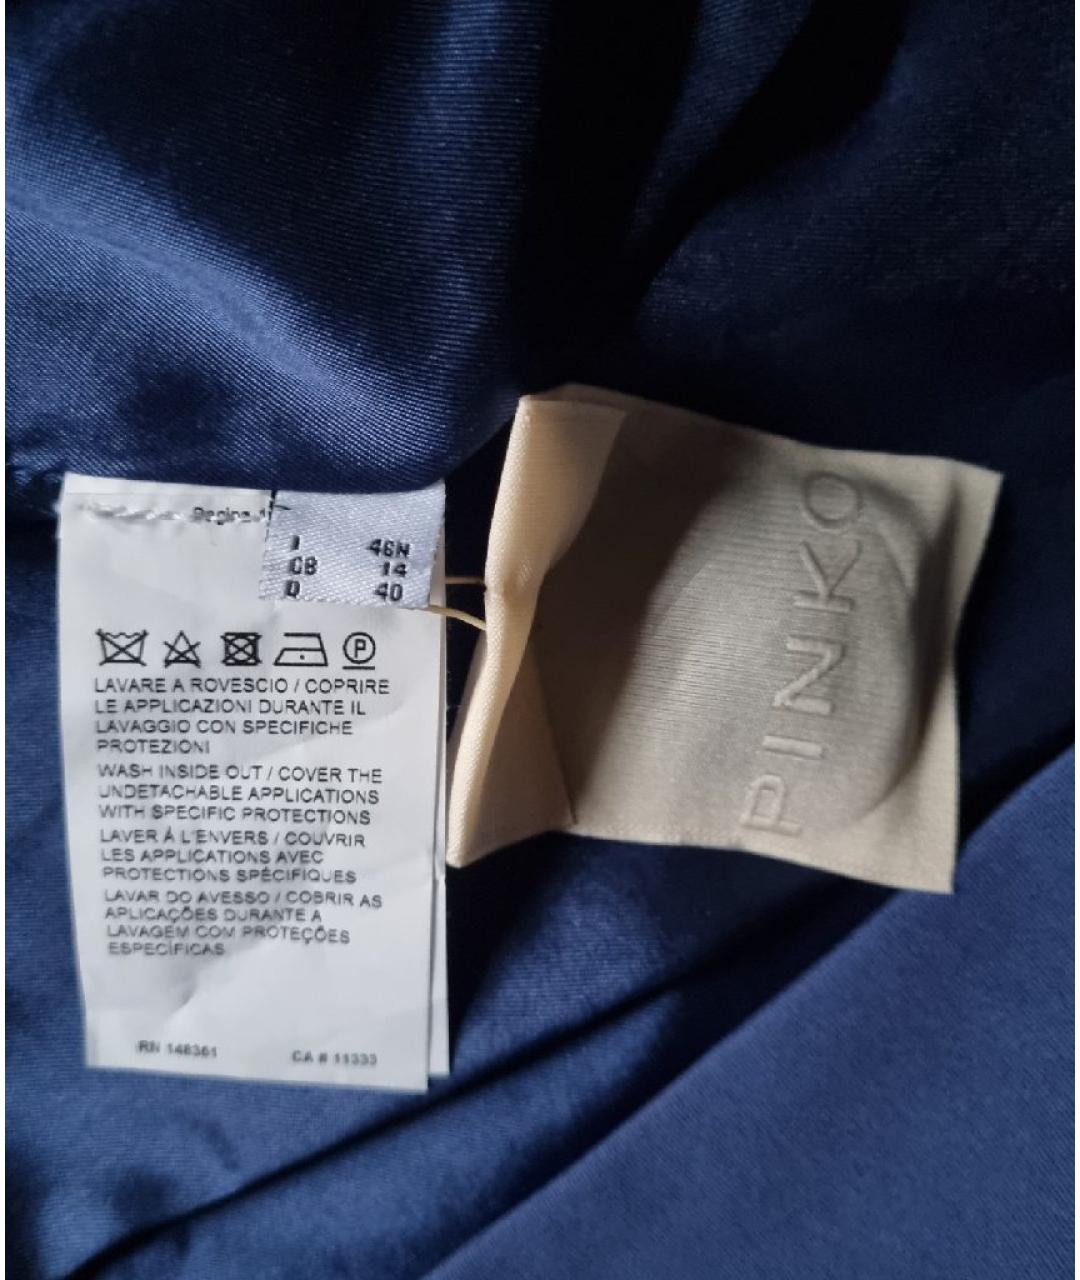 I 46N
GB 14
D 40
P
LAVARE A ROVESCIO / COPRIRE
LE APPLICAZIONI DURANTE IL
LAVAGGIO CON SPECIFICHE
PROTEZIONI
WASH INSIDE OUT / COVER THE
UNDETACHABLE APPLICATIONS
WITH SPECIFIC PROTECTIONS
LAVER À L'ENVERS / COUVRIR
LES APPLICATIONS AVEC
PROTECTIONS SPÉCIFIQUES
LAVAR DO AVESSO / COBRIR AS
APLICAÇÕES DURANTE A
LAVAGEM COM PROTEÇÕES
ESPECÍFICAS.
RN 148361 CA # 11333
PINKO